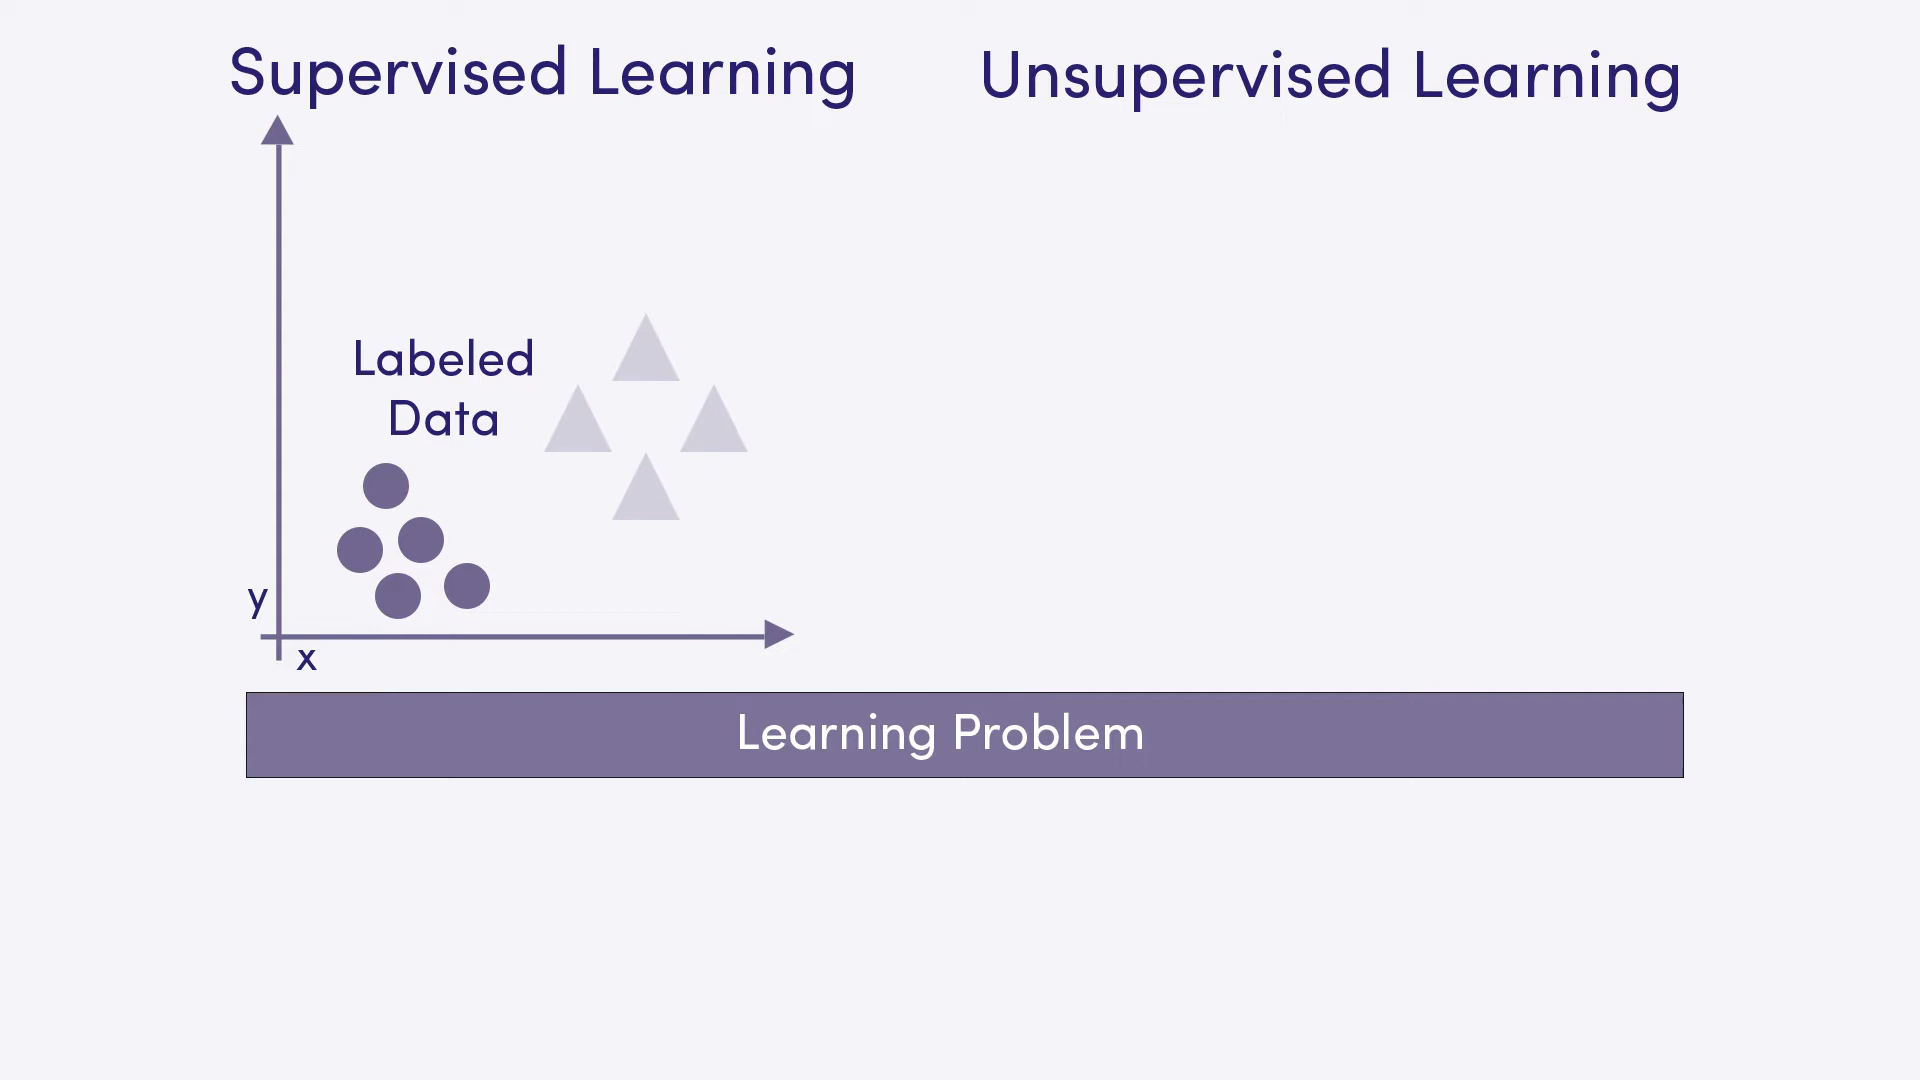 Supervised Learning
Unsupervised Learning
Labeled
Data
y
x
Learning Problem